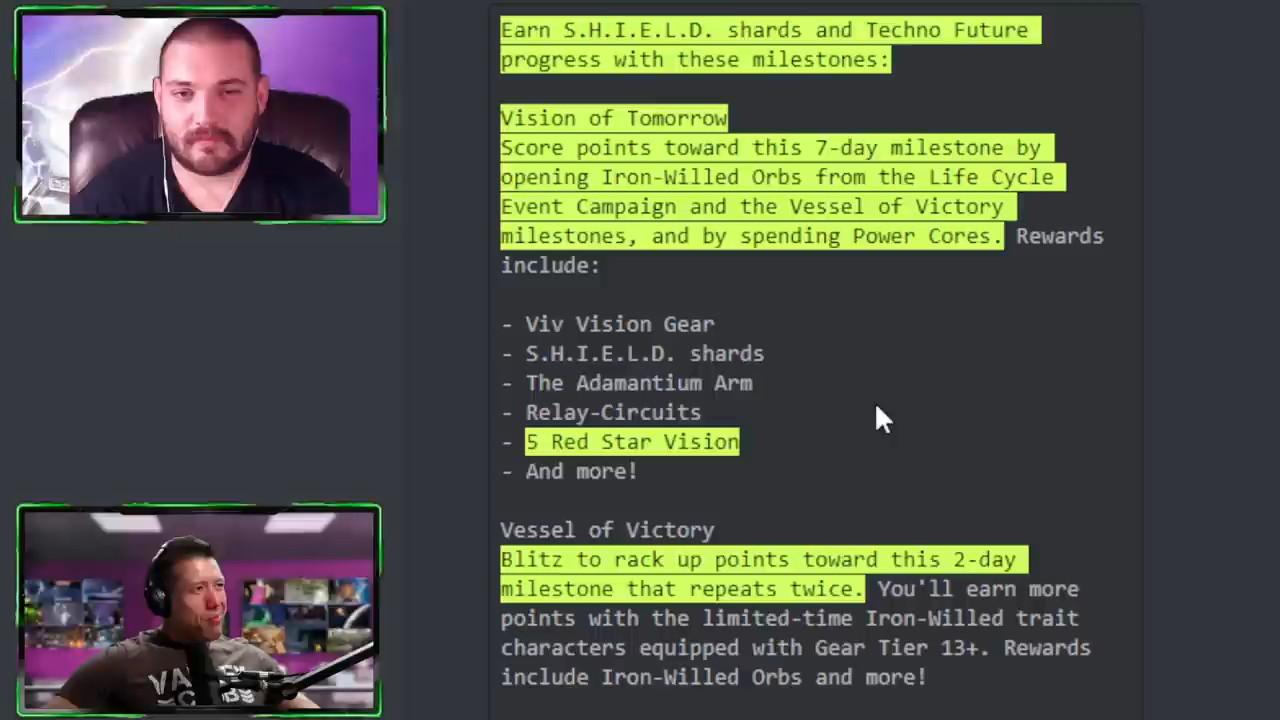 Earn S.H.I.E.L.D. shards and Techno Future
progress with these milestones:
Vision of Tomorrow
Score points toward this 7-day milestone by
opening Iron-Willed Orbs from the Life Cycle
Event Campaign and the Vessel of Victory
milestones, and by spending Power Cores. Rewards
include:
- Viv Vision Gear
- S.H.I.E.L.D. shards
- The Adamantium Arm
- Relay-Circuits
- 5 Red Star Vision
- And more!
Vessel of Victory
Blitz to rack up points toward this 2-day
milestone that repeats twice. You'll earn more
points with the limited-time Iron-Willed trait
characters equipped with Gear Tier 13+. Rewards
include Iron-Willed Orbs and more!